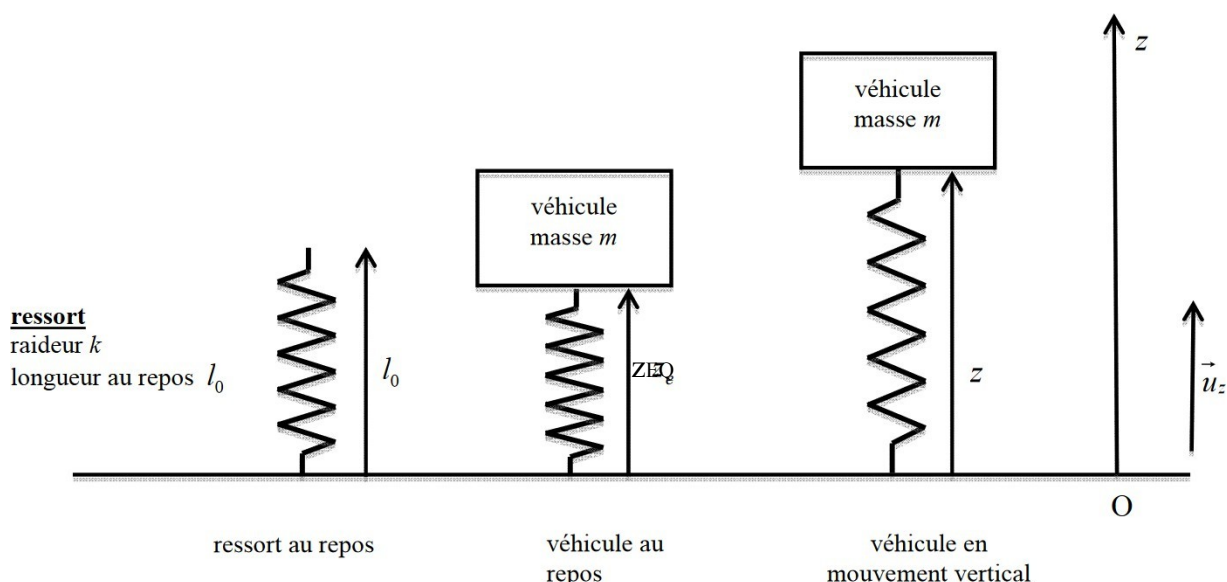 z
véhicule
masse m
véhicule
masse m
ressort
raideur k
longueur au repos l₀
l₀
z
u_z
O
ressort au repos
véhicule au
repos
véhicule en
mouvement vertical